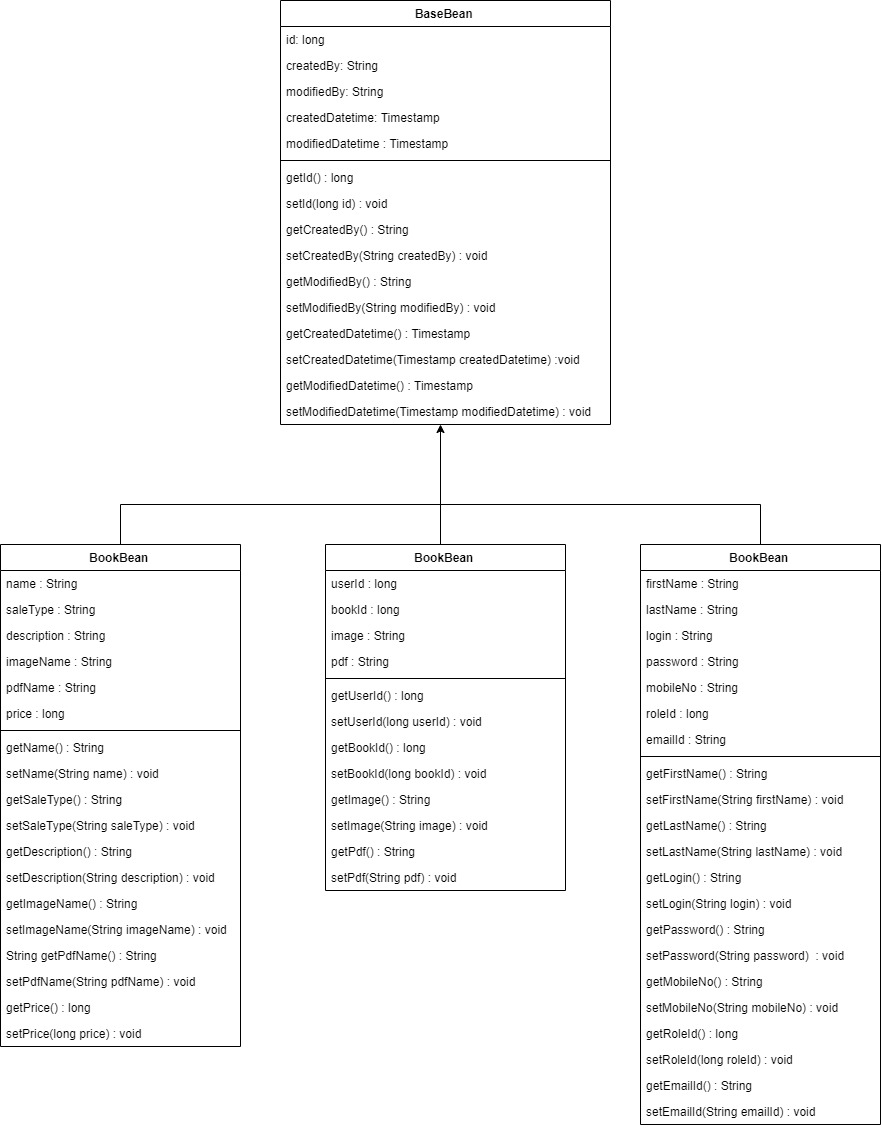 BaseBean
id: long
createdBy: String
modifiedBy: String
createdDatetime: Timestamp
modifiedDatetime : Timestamp
getId() : long
setId(long id) : void
getCreatedBy() : String
setCreatedBy(String createdBy) : void
getModifiedBy() : String
setModifiedBy(String modifiedBy) : void
getCreatedDatetime() : Timestamp
setCreatedDatetime(Timestamp createdDatetime) :void
getModifiedDatetime() : Timestamp
setModifiedDatetime(Timestamp modifiedDatetime) : void
BookBean
name : String
saleType : String
description : String
imageName : String
pdfName : String
price : long
getName() : String
setName(String name) : void
getSaleType() : String
setSaleType(String saleType) : void
getDescription() : String
setDescription(String description) : void
getImageName() : String
setImageName(String imageName) : void
String getPdfName() : String
setPdfName(String pdfName) : void
getPrice() : long
setPrice(long price) : void
BookBean
userId : long
bookId : long
image : String
pdf : String
getUserId() : long
setUserId(long userId) : void
getBookId() : long
setBookId(long bookId) : void
getImage() : String
setImage(String image) : void
getPdf() : String
setPdf(String pdf) : void
BookBean
firstName : String
lastName : String
login : String
password : String
mobileNo : String
roleId : long
emailId : String
getFirstName() : String
setFirstName(String firstName) : void
getLastName() : String
setLastName(String lastName) : void
getLogin() : String
setLogin(String login) : void
getPassword() : String
setPassword(String password)  : void
getMobileNo() : String
setMobileNo(String mobileNo) : void
getRoleId() : long
setRoleId(long roleId) : void
getEmailId() : String
setEmailId(String emailId) : void